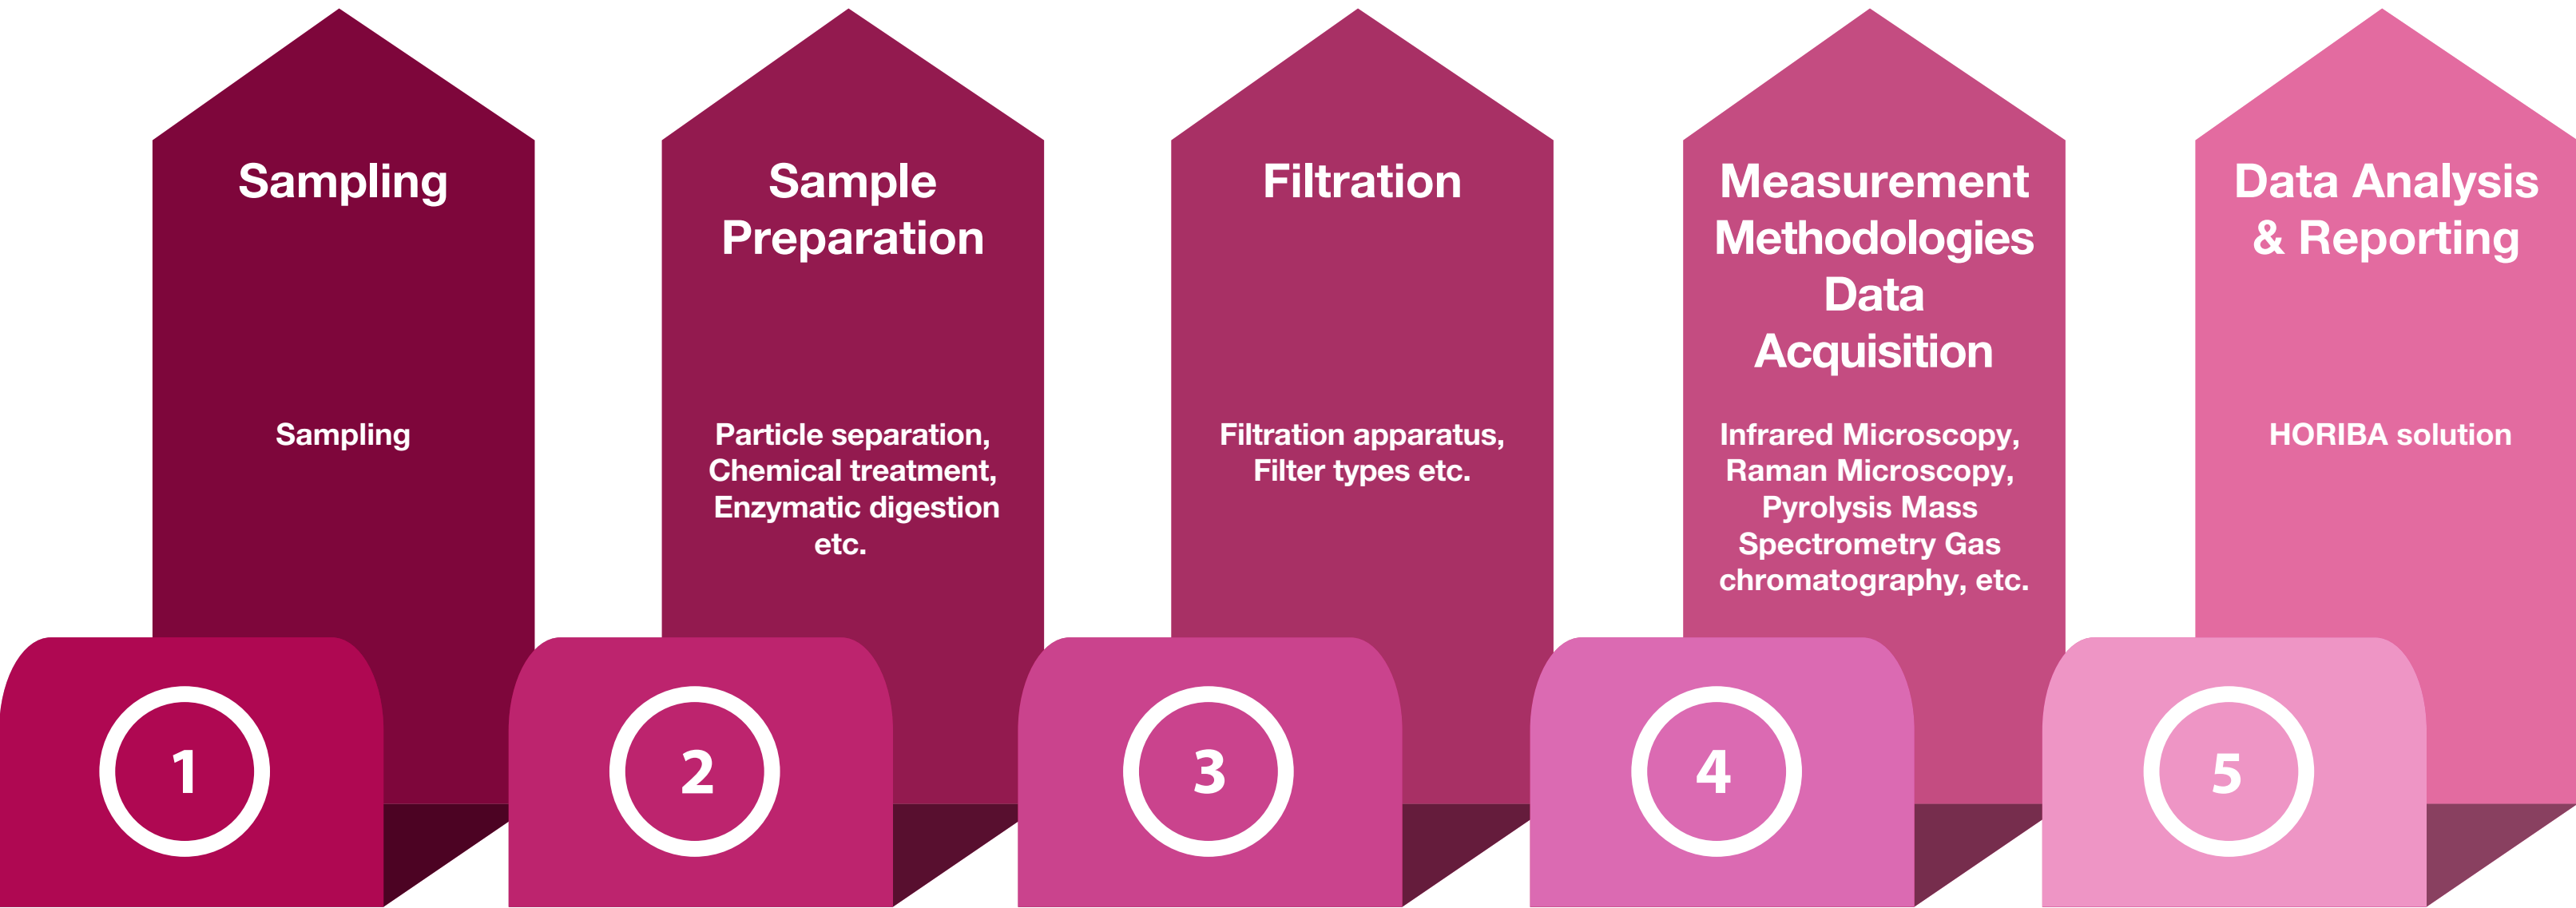 Sampling
Sampling
1
Sample
Preparation
Particle separation,
Chemical treatment,
Enzymatic digestion
etc.
2
Filtration
Filtration apparatus,
Filter types etc.
3
Measurement
Methodologies
Data
Acquisition
Infrared Microscopy,
Raman Microscopy,
Pyrolysis Mass
Spectrometry Gas
chromatography, etc.
4
Data Analysis
& Reporting
HORIBA solution
5